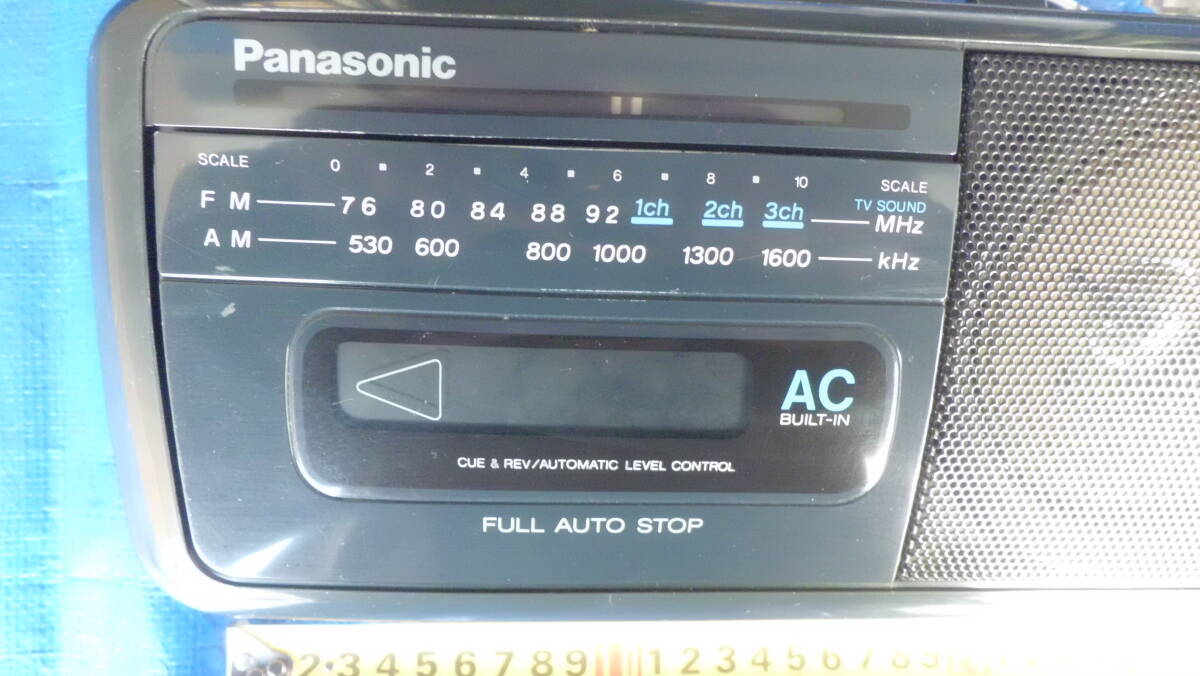 Panasonic
SCALE 0 2 4 6 8 10 SCALE
TV SOUND
FM 76 80 84 88 92 1ch 2ch 3ch MHz
AM 530 600 800 1000 1300 1600 kHz
AC
BUILT-IN
CUE & REV/AUTOMATIC LEVEL CONTROL
FULL AUTO STOP
2 3 4 5 6 7 8 9 1 2 3 4 5 6 7 8 9